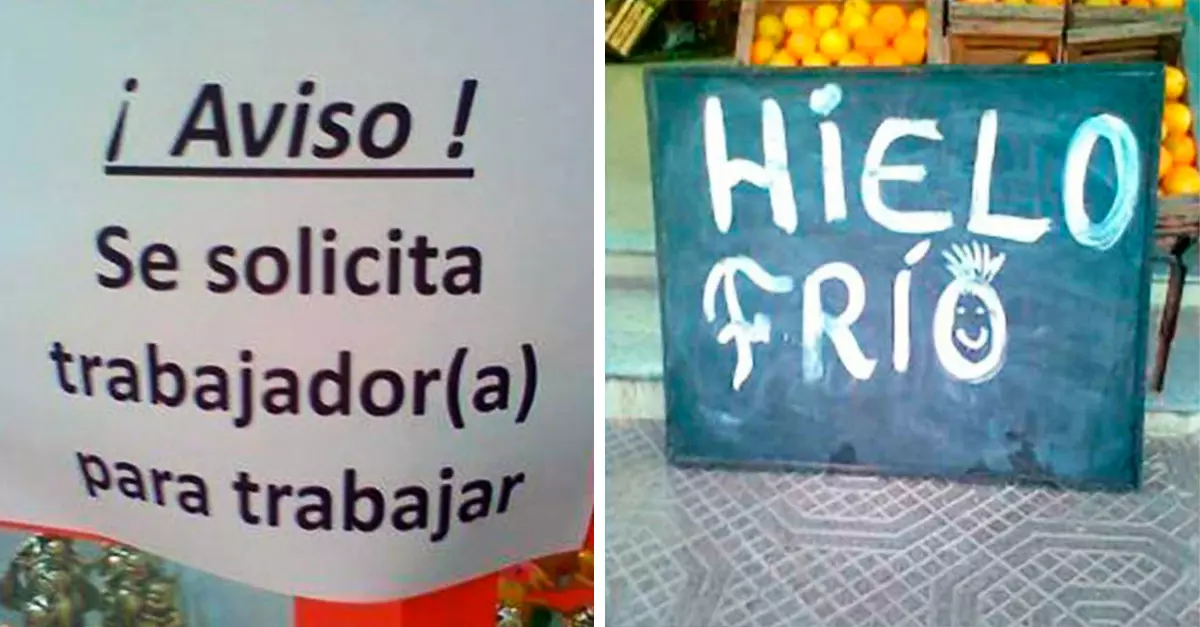 ¡ Aviso !
Se solicita
trabajador(a)
para trabajar
HiELO
FRÍO